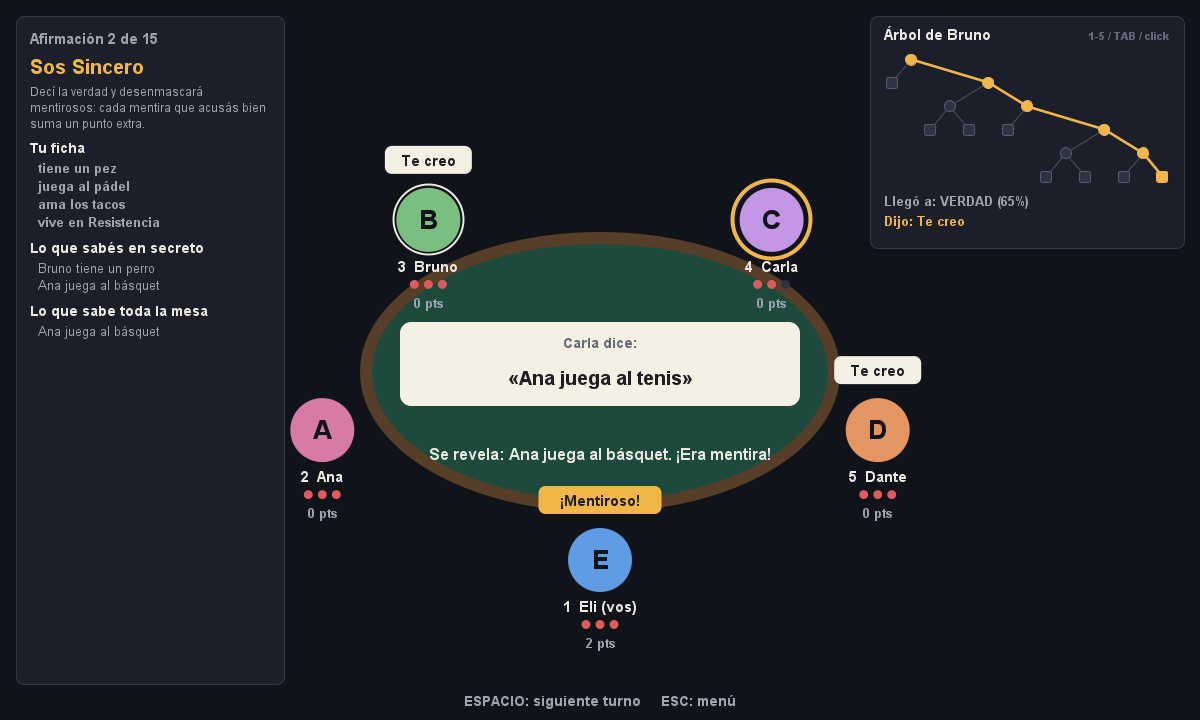 Afirmación 2 de 15
Sos Sincero
Decí la verdad y desenmascará
mentirosos: cada mentira que acusás bien
suma un punto extra.
Tu ficha
tiene un pez
juega al pádel
ama los tacos
vive en Resistencia
Lo que sabés en secreto
Bruno tiene un perro
Ana juega al básquet
Lo que sabe toda la mesa
Ana juega al básquet
Te creo
B
3 Bruno
0 pts
C
4 Carla
0 pts
Carla dice:
«Ana juega al tenis»
Te creo
A
2 Ana
0 pts
D
5 Dante
0 pts
Se revela: Ana juega al básquet. ¡Era mentira!
¡Mentiroso!
E
1 Eli (vos)
2 pts
ESPACIO: siguiente turno ESC: menú
Árbol de Bruno
1-5 / TAB / click
Llegó a: VERDAD (65%)
Dijo: Te creo